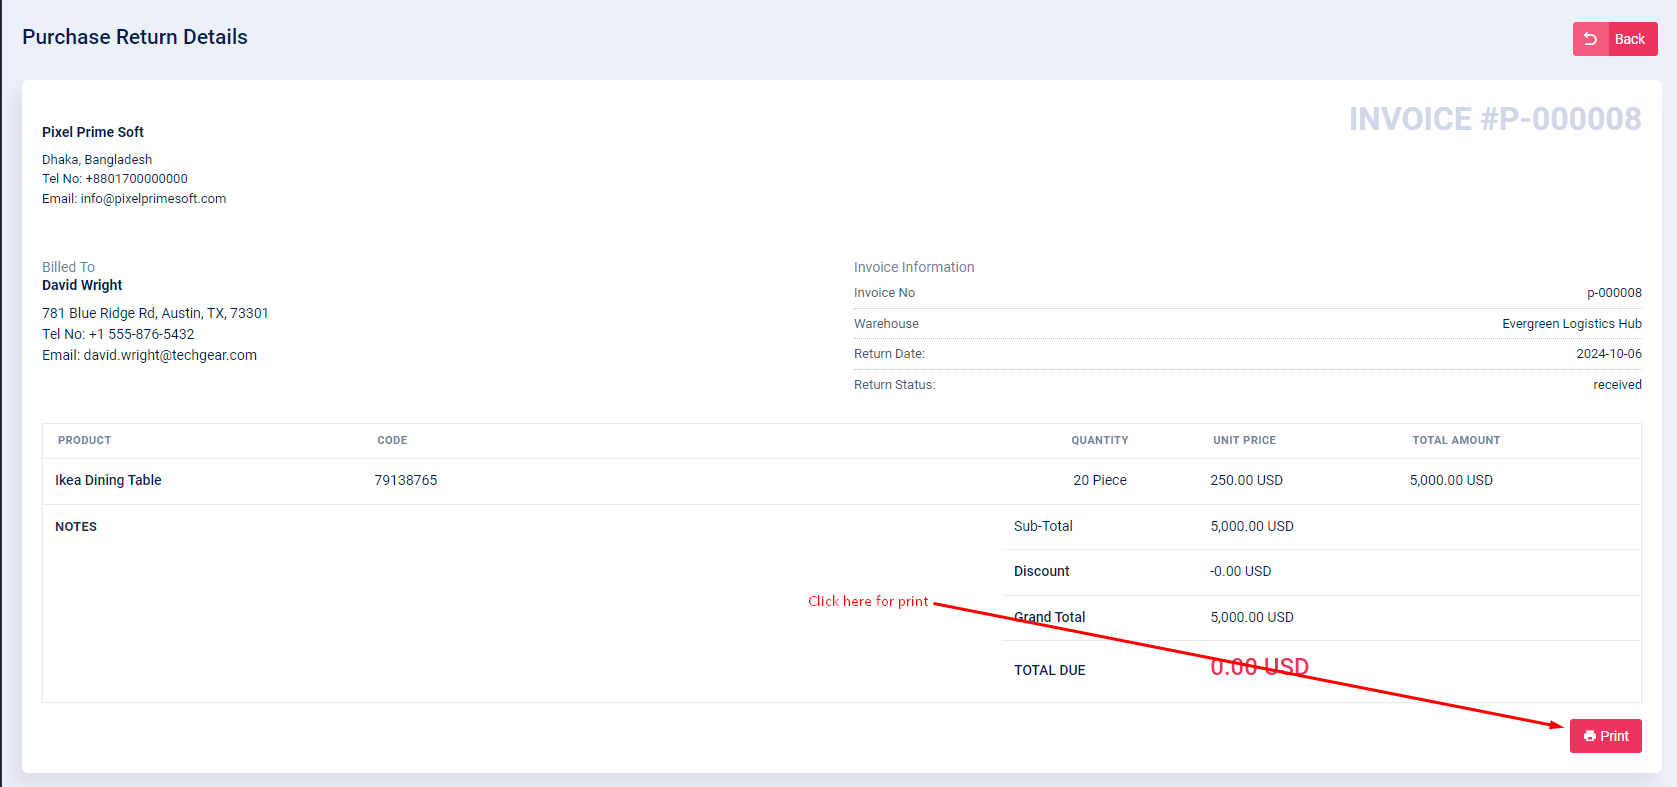 Purchase Return Details
Back
INVOICE #P-000008
Pixel Prime Soft
Dhaka, Bangladesh
Tel No: +8801700000000
Email: info@pixelprimesoft.com
Billed To
David Wright
781 Blue Ridge Rd, Austin, TX, 73301
Tel No: +1 555-876-5432
Email: david.wright@techgear.com
Invoice Information
Invoice No p-000008
Warehouse Evergreen Logistics Hub
Return Date: 2024-10-06
Return Status: received
PRODUCT CODE QUANTITY UNIT PRICE TOTAL AMOUNT
Ikea Dining Table 79138765 20 Piece 250.00 USD 5,000.00 USD
NOTES
Sub-Total 5,000.00 USD
Discount -0.00 USD
Click here for print
Grand Total 5,000.00 USD
TOTAL DUE 0.00 USD
Print